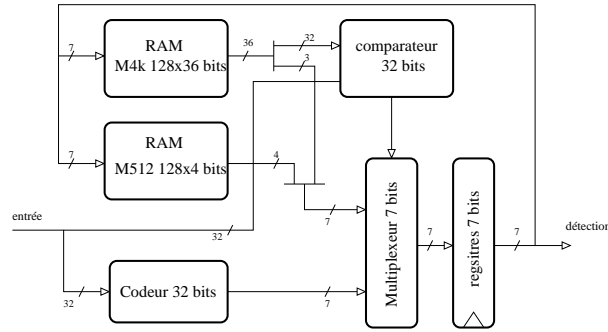 7
RAM
M4k 128x36 bits
36
32
3
comparateur
32 bits
7
RAM
M512 128x4 bits
4
entrée
32
7
Multiplexeur 7 bits
7
regsitres 7 bits
7
détection
32
Codeur 32 bits
7